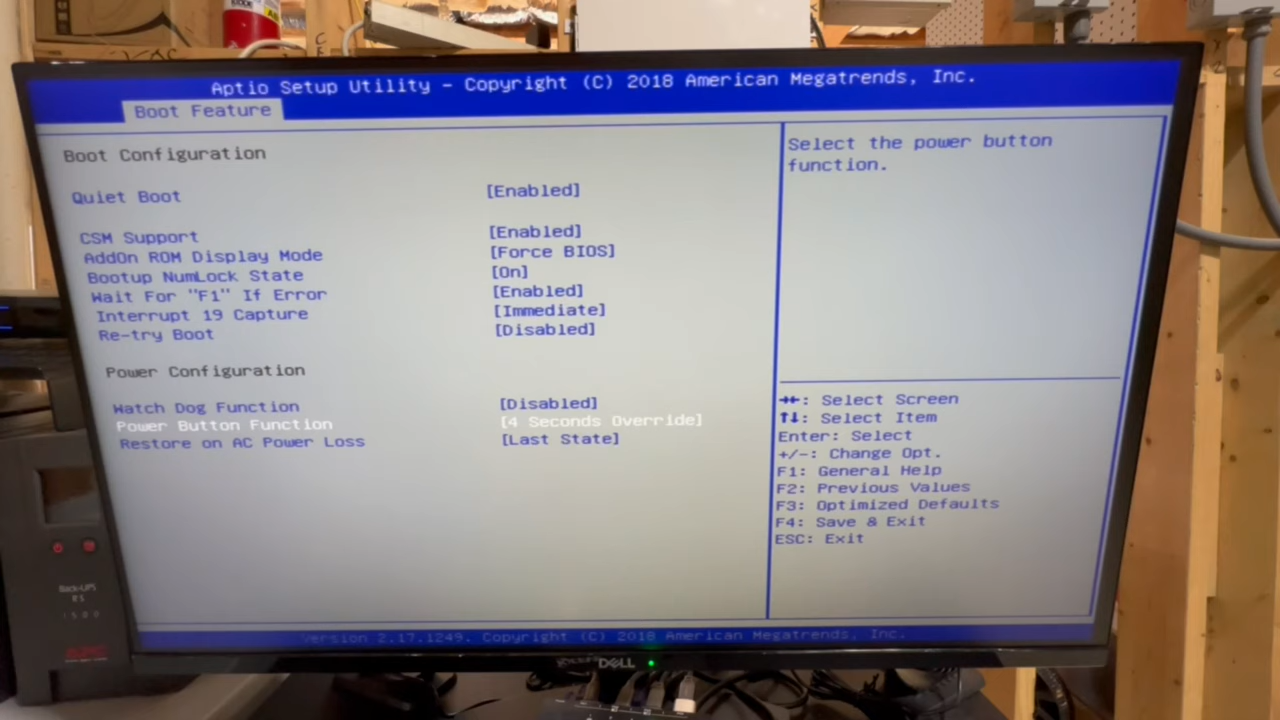 Aptio Setup Utility - Copyright (C) 2018 American Megatrends, Inc.
Boot Feature
Boot Configuration
Quiet Boot [Enabled]
CSM Support [Enabled]
AddOn ROM Display Mode [Force BIOS]
Bootup NumLock State [On]
Wait For "F1" If Error [Enabled]
Interrupt 19 Capture [Immediate]
Re-try Boot [Disabled]
Power Configuration
Watch Dog Function [Disabled]
Power Button Function [4 Seconds Override]
Restore on AC Power Loss [Last State]
Select the power button
function.
→←: Select Screen
↑↓: Select Item
Enter: Select
+/-: Change Opt.
F1: General Help
F2: Previous Values
F3: Optimized Defaults
F4: Save & Exit
ESC: Exit
Version 2.17.1249. Copyright (C) 2018 American Megatrends, Inc.
DELL
Back-UPS
RS
1500
APC